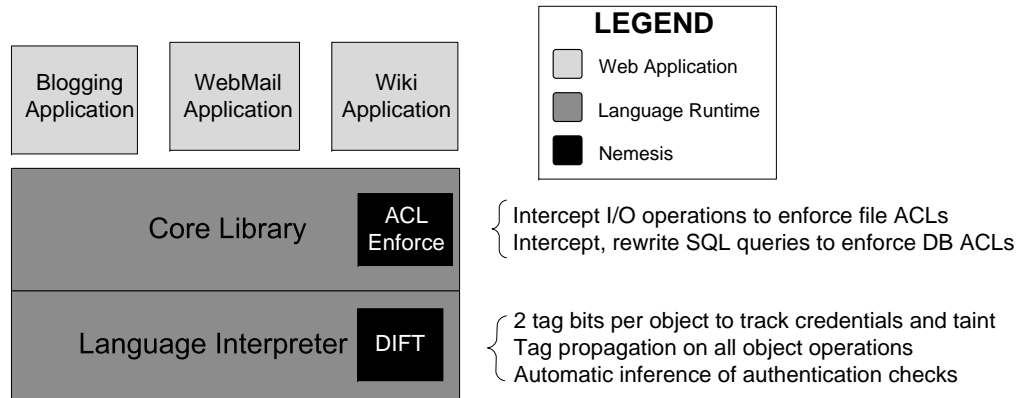 LEGEND
Web Application
Language Runtime
Nemesis
Blogging
Application
WebMail
Application
Wiki
Application
Core Library
ACL
Enforce
Intercept I/O operations to enforce file ACLs
Intercept, rewrite SQL queries to enforce DB ACLs
Language Interpreter
DIFT
2 tag bits per object to track credentials and taint
Tag propagation on all object operations
Automatic inference of authentication checks